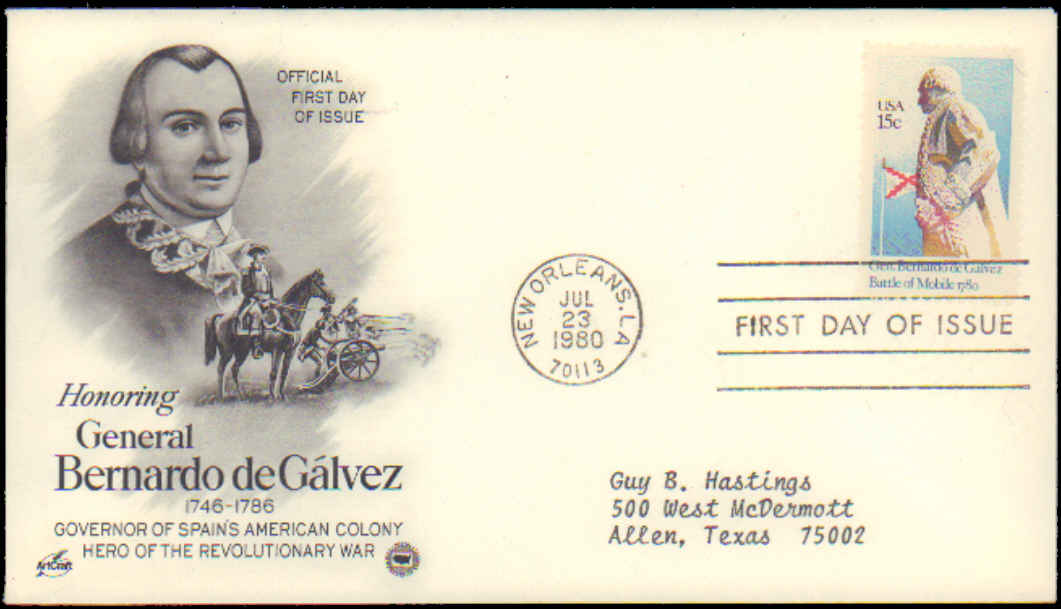 OFFICIAL
FIRST DAY
OF ISSUE
USA
15c
Gen. Bernardo de Gálvez
Battle of Mobile 1780
NEW ORLEANS, LA
JUL
23
1980
70113
FIRST DAY OF ISSUE
Honoring
General
Bernardo de Gálvez
1746-1786
GOVERNOR OF SPAIN'S AMERICAN COLONY
HERO OF THE REVOLUTIONARY WAR
ArtCraft
Guy B. Hastings
500 West McDermott
Allen, Texas 75002